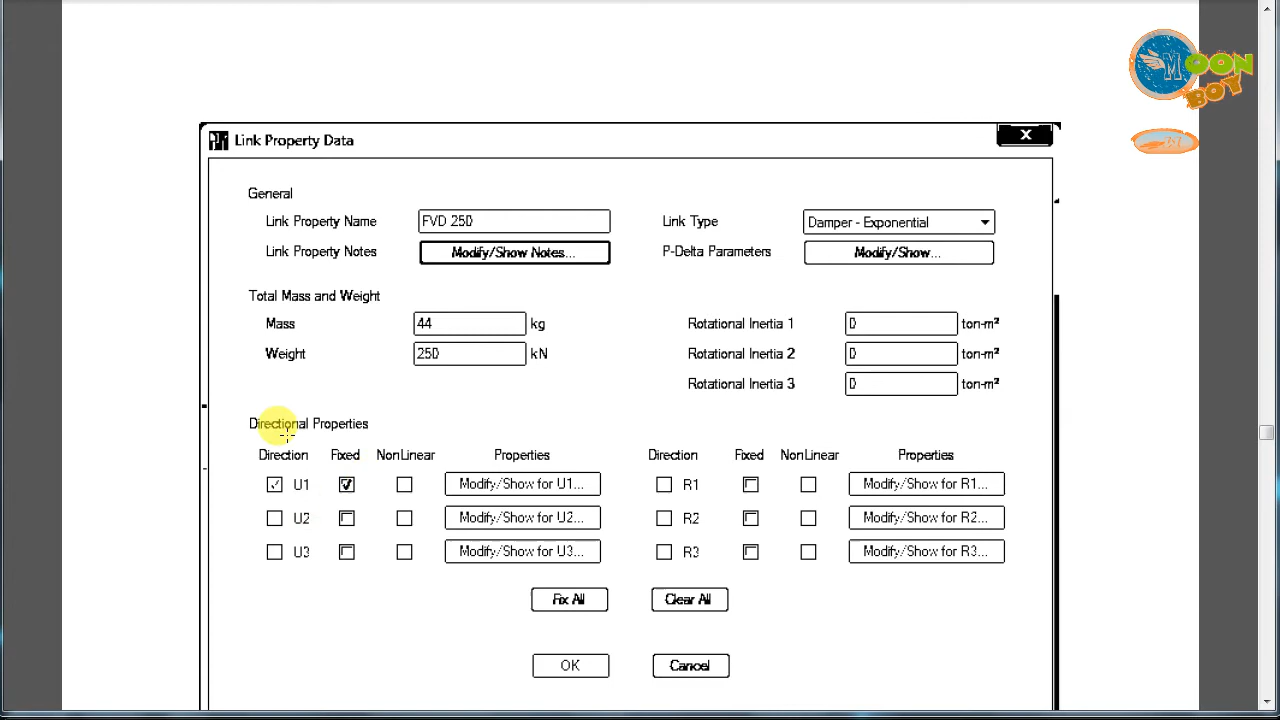 MOON
BOY
Link Property Data
X
General
Link Property Name FVD 250 Link Type Damper - Exponential
Link Property Notes Modify/Show Notes... P-Delta Parameters Modify/Show...
Total Mass and Weight
Mass 44 kg Rotational Inertia 1 0 ton-m²
Weight 250 kN Rotational Inertia 2 0 ton-m²
Rotational Inertia 3 0 ton-m²
Directional Properties
Direction Fixed NonLinear Properties Direction Fixed NonLinear Properties
U1 Modify/Show for U1... R1 Modify/Show for R1...
U2 Modify/Show for U2... R2 Modify/Show for R2...
U3 Modify/Show for U3... R3 Modify/Show for R3...
Fix All Clear All
OK Cancel